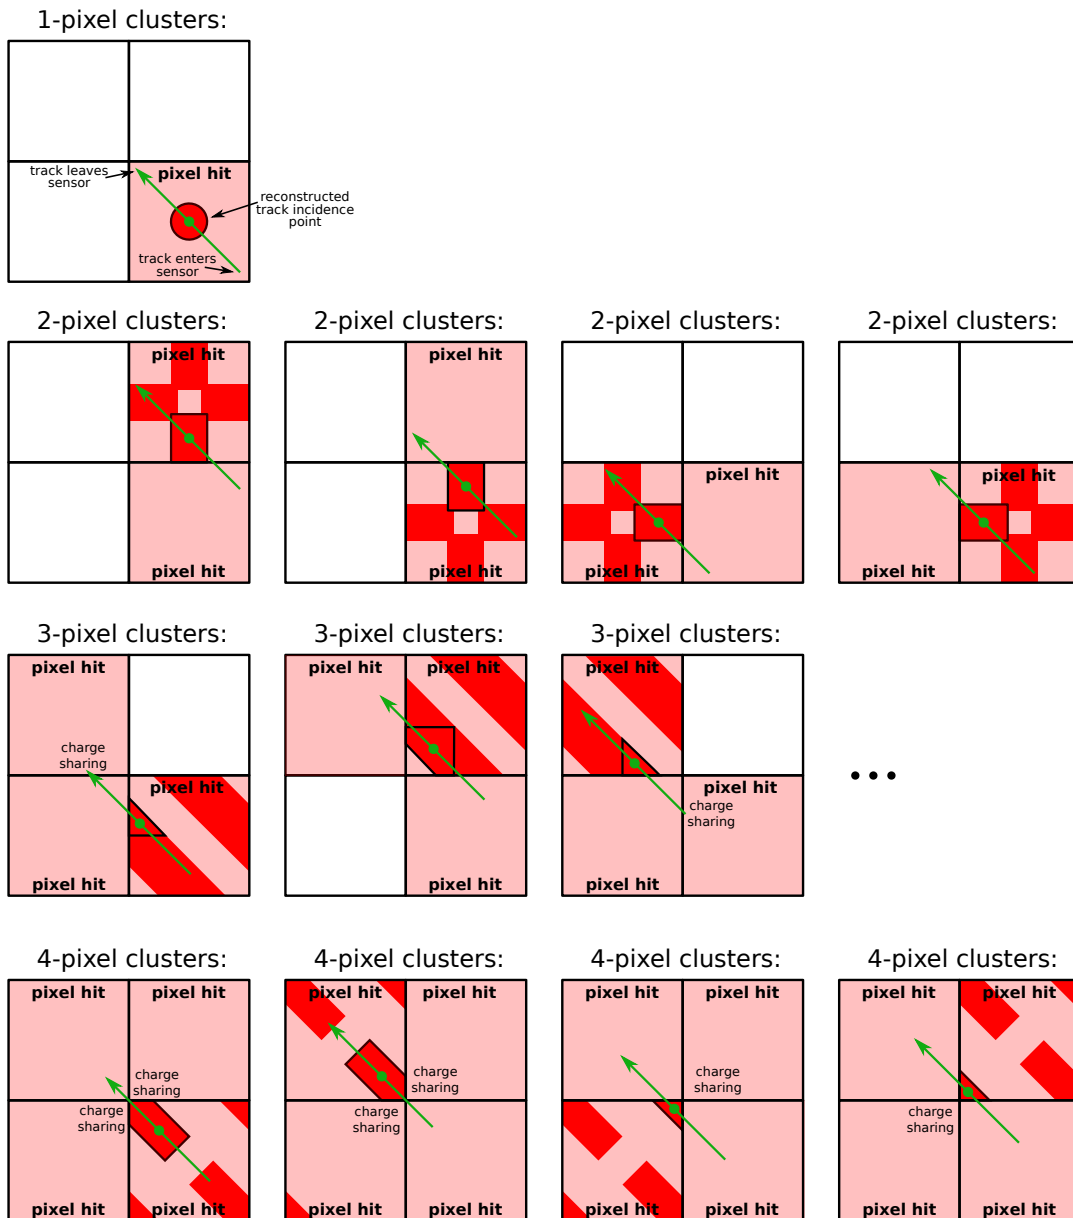 1-pixel clusters:
track leaves
sensor
pixel hit
reconstructed
track incidence
point
track enters
sensor
2-pixel clusters:
pixel hit
pixel hit
2-pixel clusters:
pixel hit
pixel hit
2-pixel clusters:
pixel hit
pixel hit
2-pixel clusters:
pixel hit
pixel hit
3-pixel clusters:
pixel hit
charge
sharing
pixel hit
pixel hit
3-pixel clusters:
pixel hit
pixel hit
pixel hit
3-pixel clusters:
pixel hit
pixel hit
charge
sharing
pixel hit
...
4-pixel clusters:
pixel hit
pixel hit
charge
sharing
charge
sharing
pixel hit
pixel hit
4-pixel clusters:
pixel hit
pixel hit
charge
sharing
charge
sharing
pixel hit
pixel hit
4-pixel clusters:
pixel hit
pixel hit
charge
sharing
pixel hit
pixel hit
4-pixel clusters:
pixel hit
pixel hit
charge
sharing
pixel hit
pixel hit